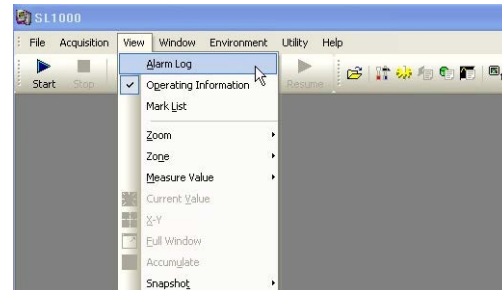 SL1000
File Acquisition View Window Environment Utility Help
Start Stop Resume
Alarm Log
Operating Information
Mark List
Zoom
Zone
Measure Value
Current Value
X-Y
Full Window
Accumulate
Snapshot